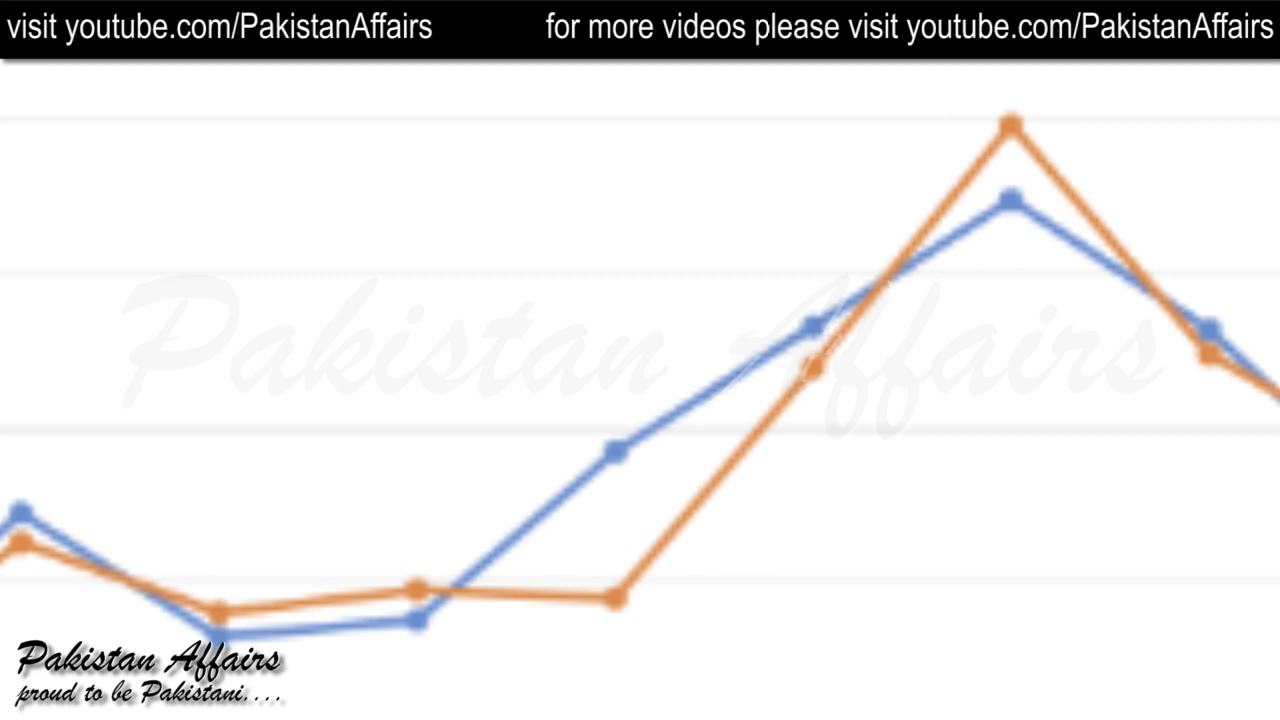 visit youtube.com/PakistanAffairs for more videos please visit youtube.com/PakistanAffairs
Pakistan Affairs
Pakistan Affairs
proud to be Pakistani....